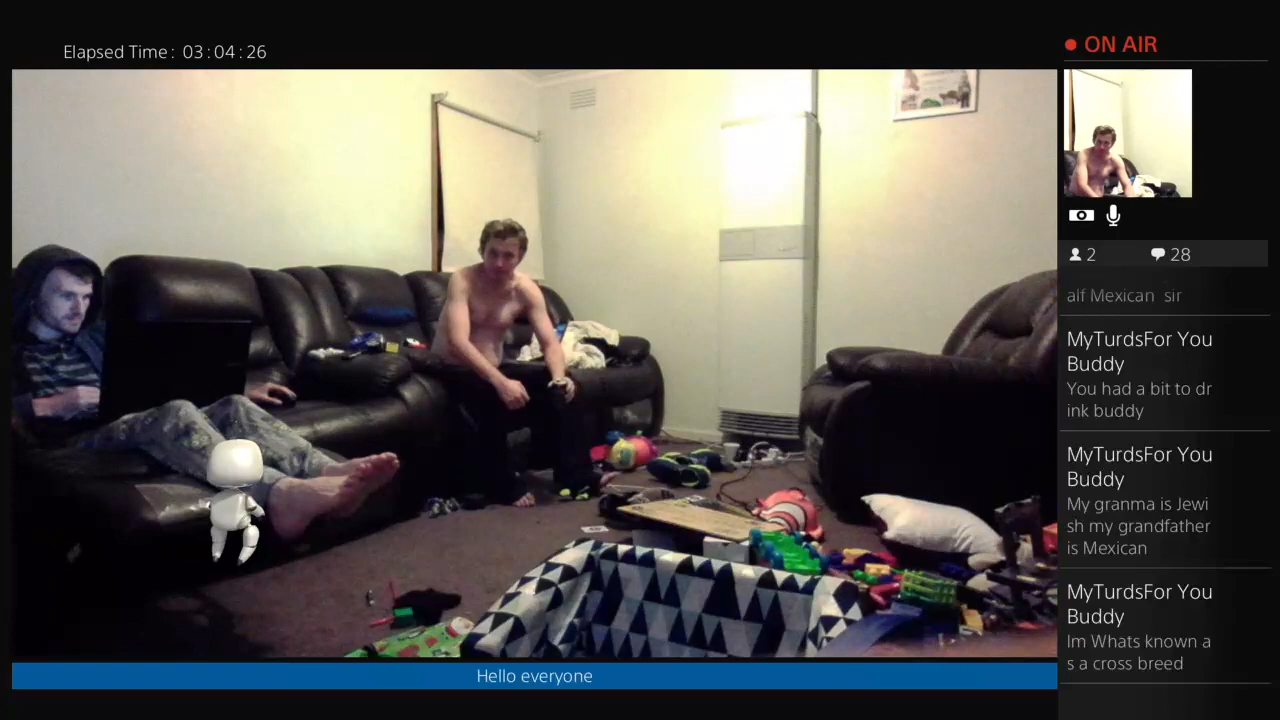 Elapsed Time: 03:04:26
ON AIR
2
28
alf Mexican sir
MyTurdsFor You
Buddy
You had a bit to dr
ink buddy
MyTurdsFor You
Buddy
My granma is Jewi
sh my grandfather
is Mexican
MyTurdsFor You
Buddy
Im Whats known a
s a cross breed
Hello everyone